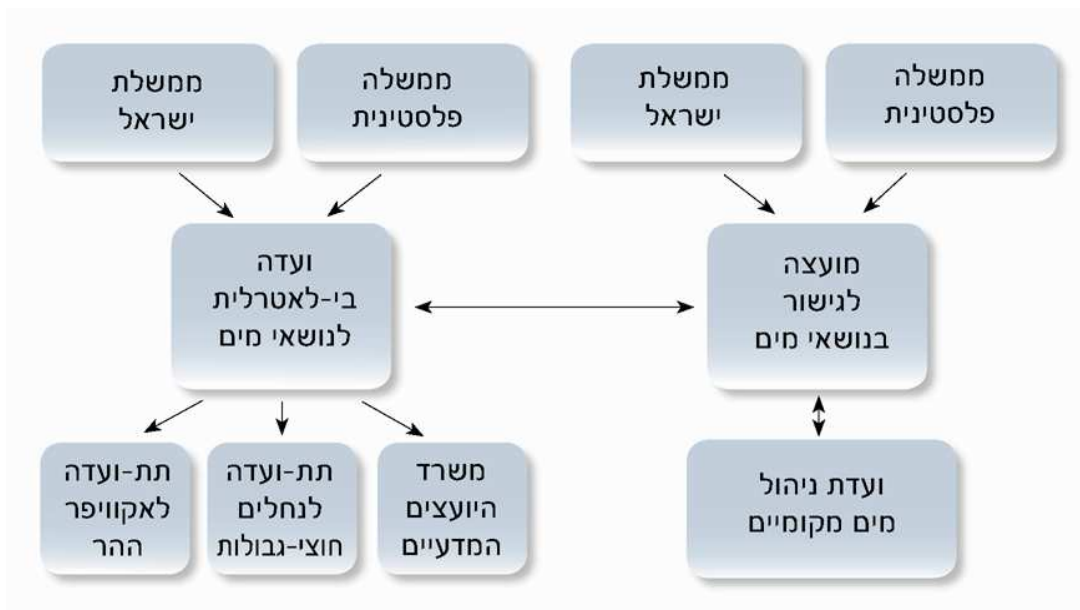 ממשלה
פלסטינית
ממשלת
ישראל
ממשלה
פלסטינית
ממשלת
ישראל
מועצה
לגישור
בנושאי מים
ועדה
בי-לאטרלית
לנושאי מים
ועדת ניהול
מים מקומיים
משרד
היועצים
המדעיים
תת-ועדה
לנחלים
חוצי-גבולות
תת-ועדה
לאקוויפר
ההר